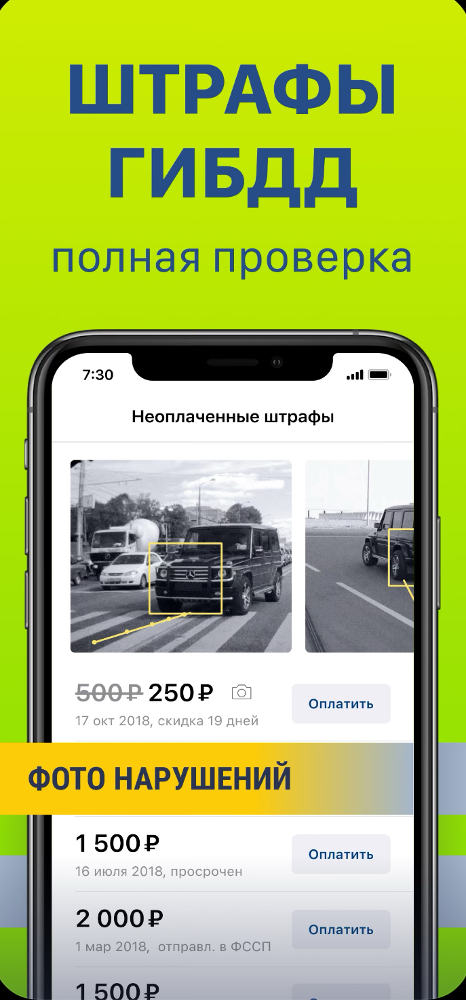 ШТРАФЫ
ГИБДД
полная проверка
7:30
Неоплаченные штрафы
500 ₽ 250 ₽
Оплатить
17 окт 2018, скидка 19 дней
ФОТО НАРУШЕНИЙ
1 500 ₽
Оплатить
16 июля 2018, просрочен
2 000 ₽
Оплатить
1 мар 2018, отправл. в ФССП
1 500 ₽